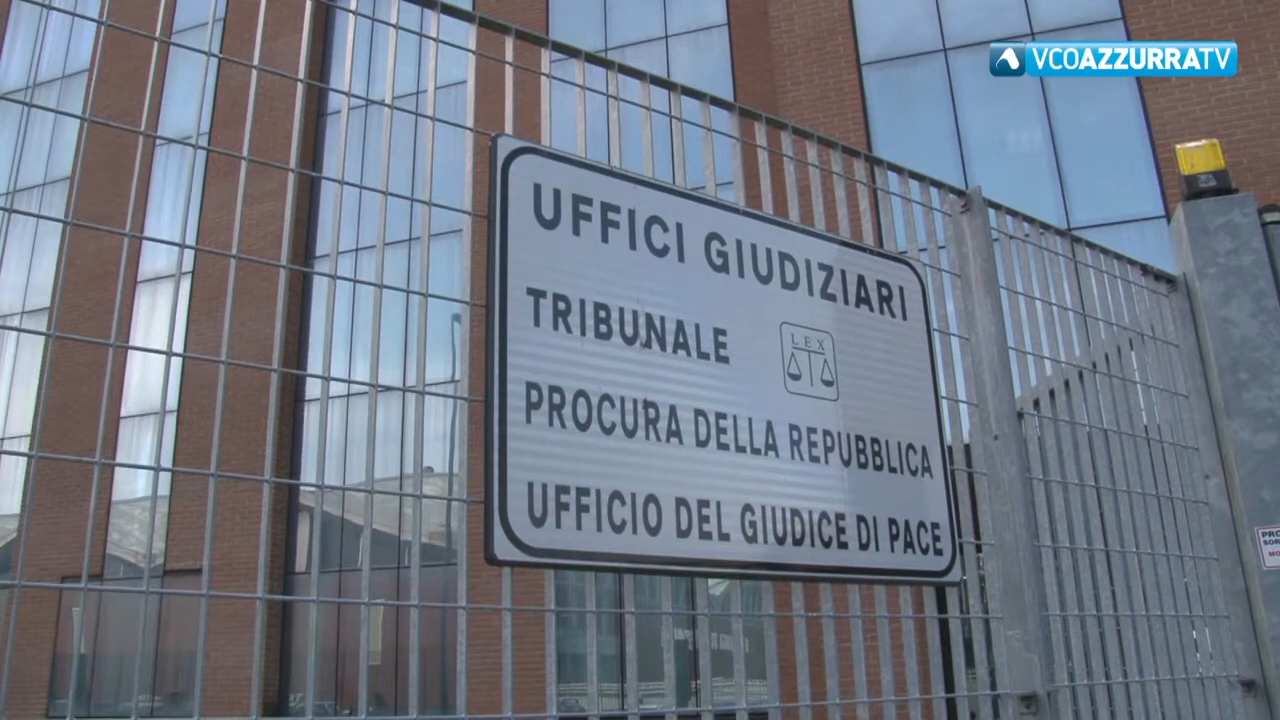 VCOAZZURRATV
UFFICI GIUDIZIARI
TRIBUNALE
LEX
PROCURA DELLA REPUBBLICA
UFFICIO DEL GIUDICE DI PACE